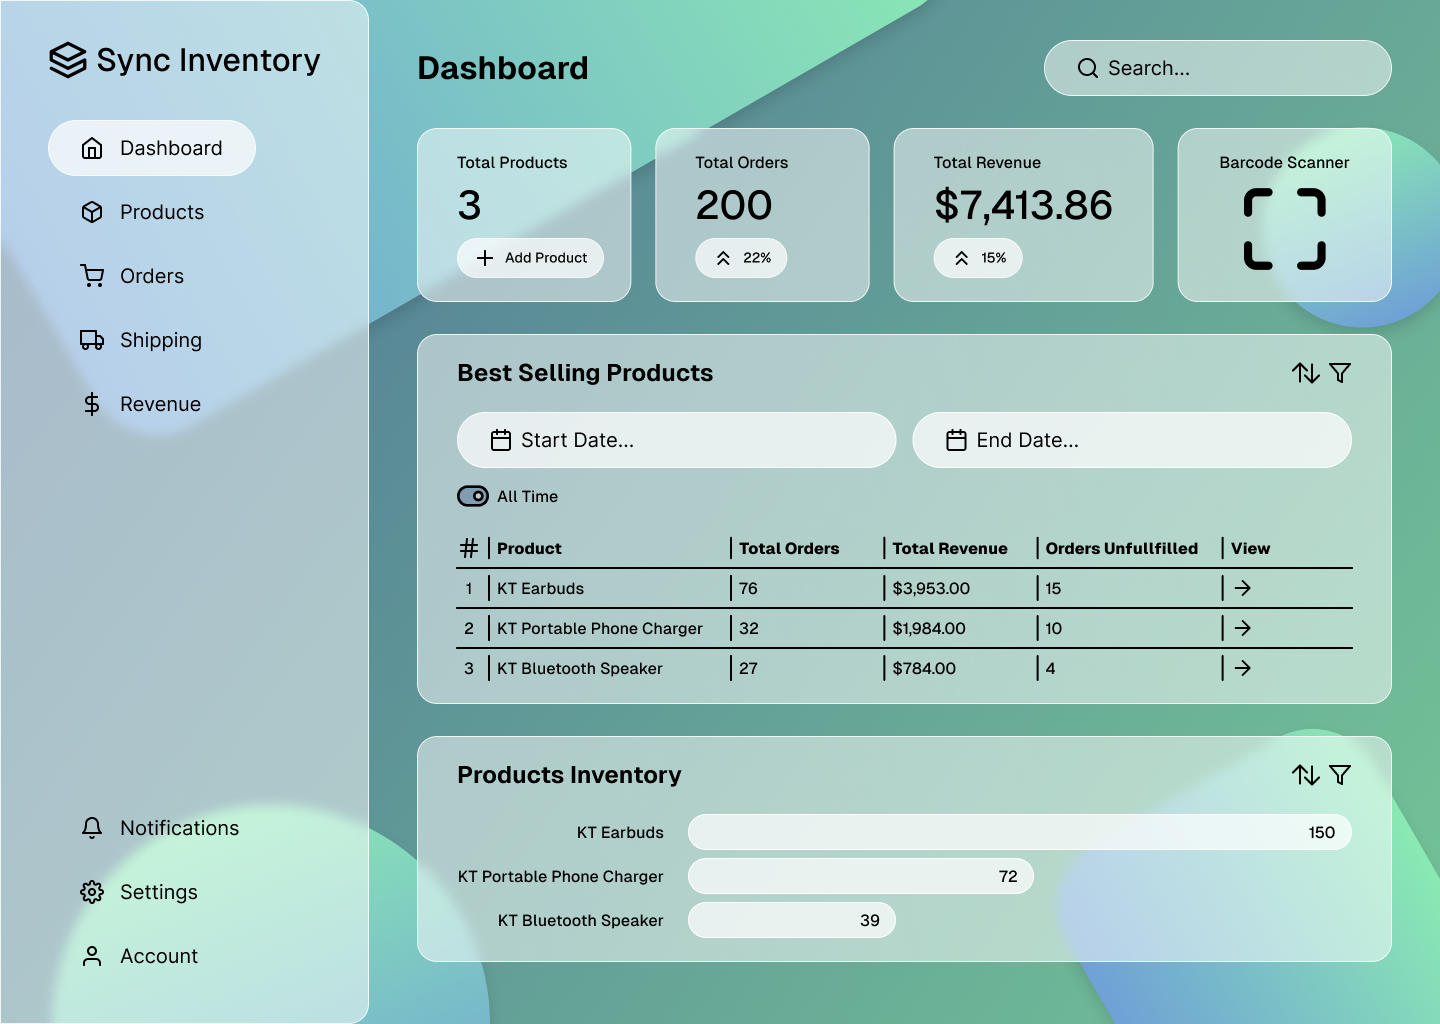 Sync Inventory
Dashboard
Products
Orders
Shipping
Revenue
Notifications
Settings
Account
Dashboard
Search...
Total Products
3
Add Product
Total Orders
200
22%
Total Revenue
$7,413.86
15%
Barcode Scanner
Best Selling Products
Start Date...
End Date...
All Time
# Product Total Orders Total Revenue Orders Unfullfilled View
1 KT Earbuds 76 $3,953.00 15
2 KT Portable Phone Charger 32 $1,984.00 10
3 KT Bluetooth Speaker 27 $784.00 4
Products Inventory
KT Earbuds 150
KT Portable Phone Charger 72
KT Bluetooth Speaker 39